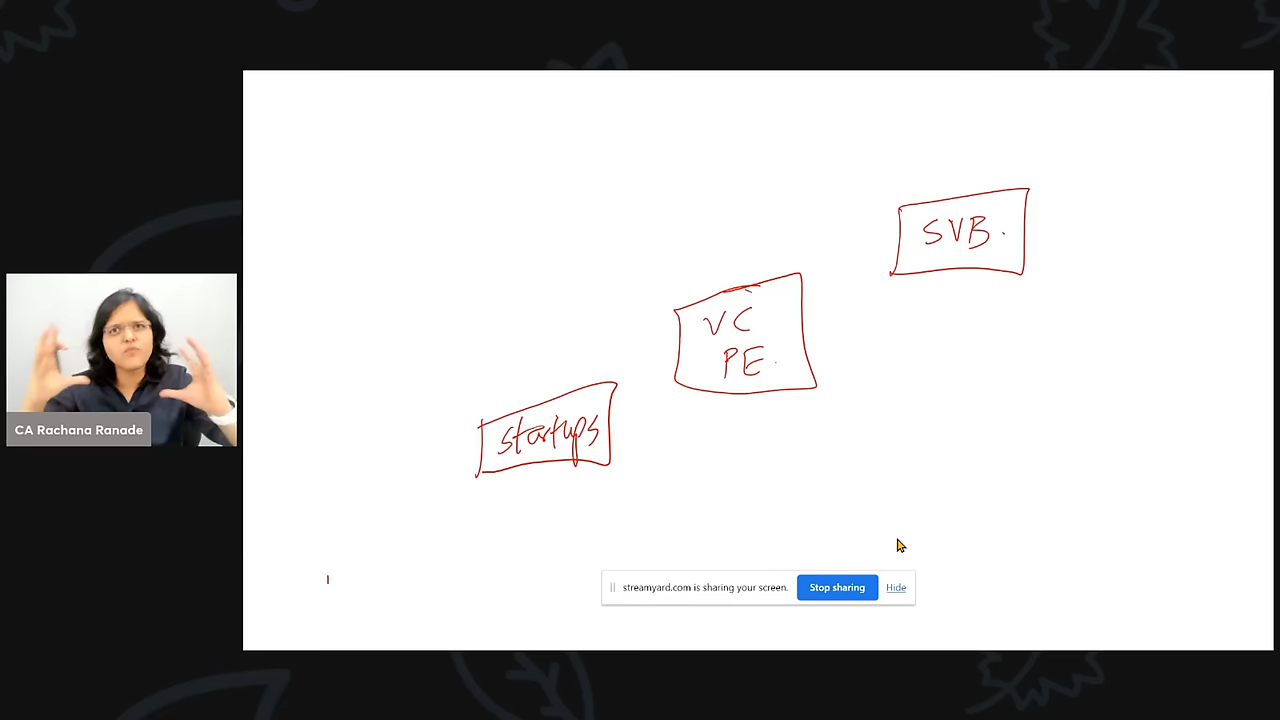 SVB.
VC
PE.
startups
CA Rachana Ranade
streamyard.com is sharing your screen.
Stop sharing
Hide